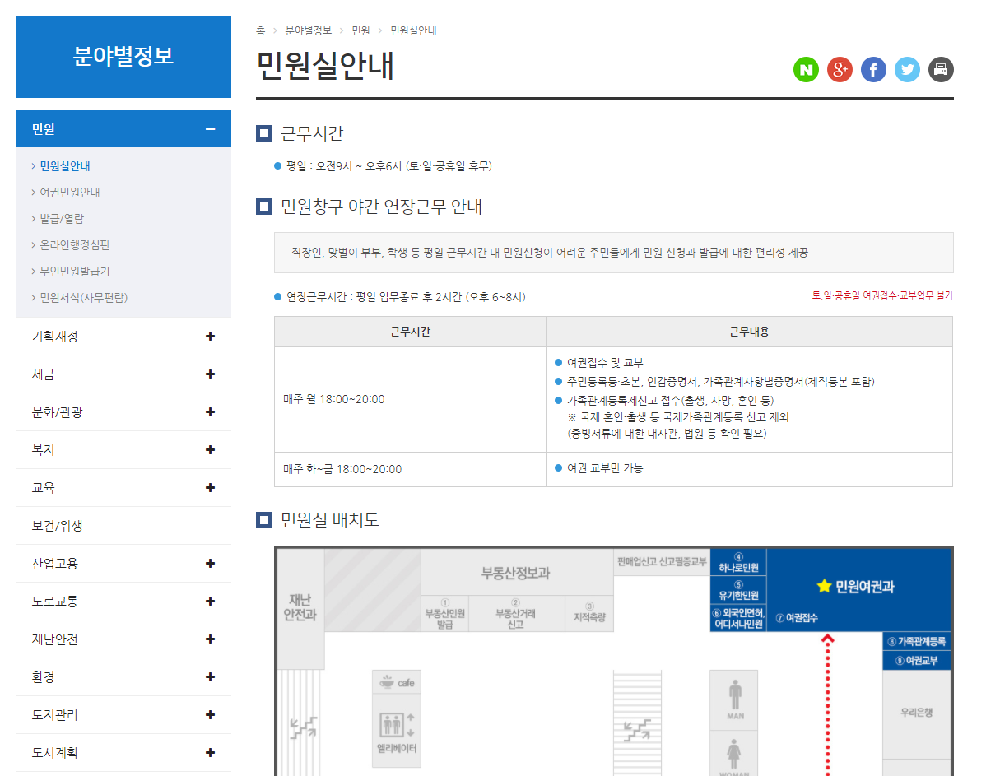 분야별정보
민원
민원실안내
여권민원안내
발급/열람
온라인행정심판
무인민원발급기
민원서식(사무편람)
기획재정
세금
문화/관광
복지
교육
보건/위생
산업고용
도로교통
재난안전
환경
토지관리
도시계획
홈 > 분야별정보 > 민원 > 민원실안내
민원실안내
근무시간
평일 : 오전9시 ~ 오후6시 (토·일·공휴일 휴무)
민원창구 야간 연장근무 안내
직장인, 맞벌이 부부, 학생 등 평일 근무시간 내 민원신청이 어려운 주민들에게 민원 신청과 발급에 대한 편리성 제공
연장근무시간 : 평일 업무종료 후 2시간 (오후 6~8시)
토,일·공휴일 여권접수·교부업무 불가
근무시간 근무내용
매주 월 18:00~20:00
여권접수 및 교부
주민등록등·초본, 인감증명서, 가족관계사항별증명서(제적등본 포함)
가족관계등록제신고 접수(출생, 사망, 혼인 등)
※ 국제 혼인·출생 등 국제가족관계등록 신고 제외
(증빙서류에 대한 대사관, 법원 등 확인 필요)
매주 화~금 18:00~20:00 여권 교부만 가능
민원실 배치도
재난
안전과
부동산정보과
① 부동산민원
발급
② 부동산거래
신고
③ 지적측량
판매업신고 신고필증교부
④ 하나로민원
⑤ 유기한민원
⑥ 외국인면허,
어디서나민원
민원여권과
⑦ 여권접수
⑧ 가족관계등록
⑨ 여권교부
cafe
엘리베이터
MAN
WOMAN
우리은행